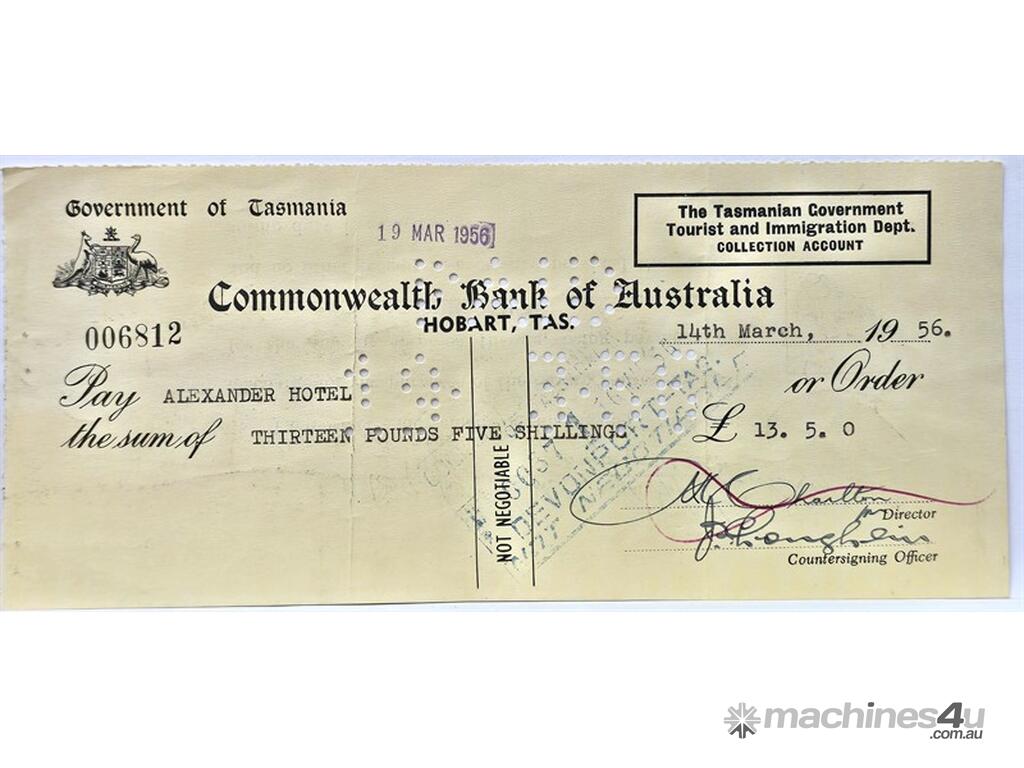 Government of Tasmania
19 MAR 1956
The Tasmanian Government
Tourist and Immigration Dept.
COLLECTION ACCOUNT
Commonwealth Bank of Australia
HOBART, TAS.
006812
14th March, 1956.
Pay ALEXANDER HOTEL or Order
the sum of THIRTEEN POUNDS FIVE SHILLINGS £ 13. 5. 0
NOT NEGOTIABLE
DEVONPORT TAS.
Charlton
Director
Countersigning Officer
machines4u
.com.au